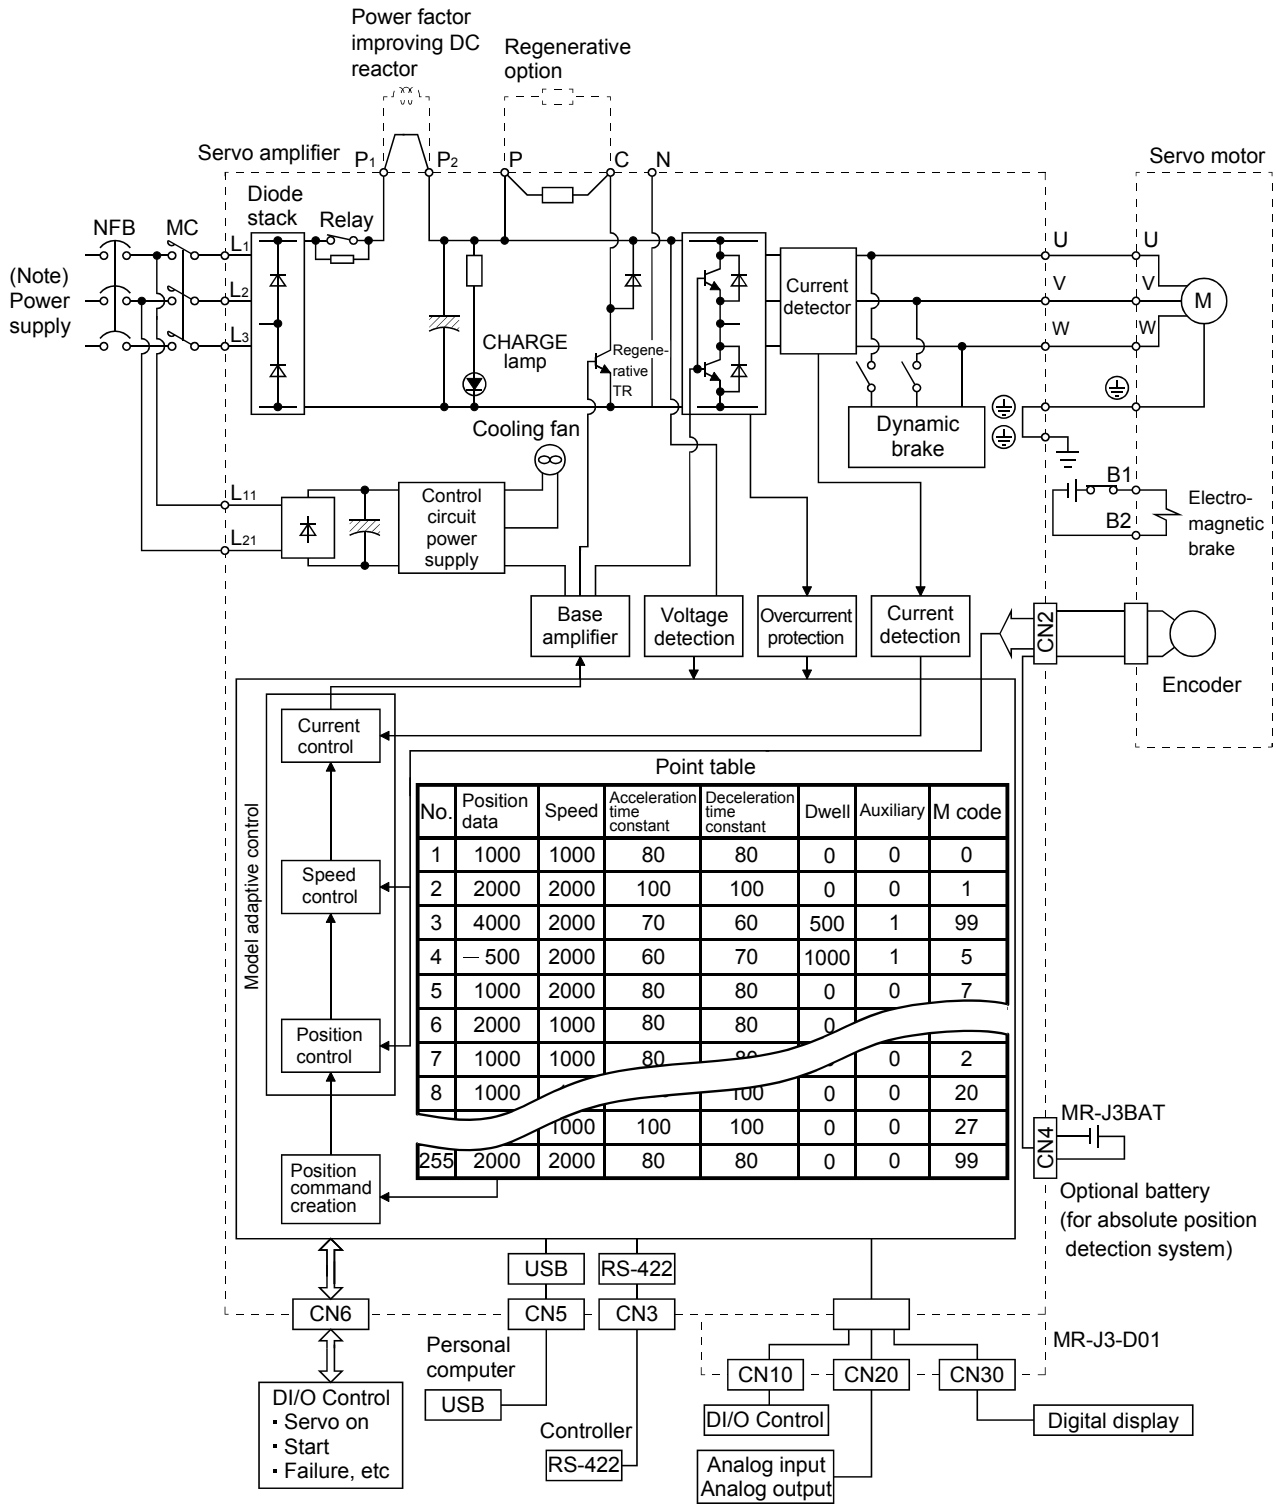 Power factor
improving DC
reactor
Regenerative
option
Servo amplifier
P1
P2
P
C
N
Servo motor
Diode
stack
Relay
NFB
MC
L1
L2
L3
(Note)
Power
supply
CHARGE
lamp
Regene-
rative
TR
Current
detector
U
V
W
U
V
W
M
Dynamic
brake
Cooling fan
L11
L21
Control
circuit
power
supply
B1
B2
Electro-
magnetic
brake
Base
amplifier
Voltage
detection
Overcurrent
protection
Current
detection
CN2
Encoder
Model adaptive control
Current
control
Speed
control
Position
control
Position
command
creation
Point table
No. Position data Speed Acceleration time constant Deceleration time constant Dwell Auxiliary M code
1 1000 1000 80 80 0 0 0
2 2000 2000 100 100 0 0 1
3 4000 2000 70 60 500 1 99
4 — 500 2000 60 70 1000 1 5
5 1000 2000 80 80 0 0 7
6 2000 1000 80 80 0
7 1000 1000 80 80 0 2
8 1000 100 0 0 20
1000 100 100 0 0 27
255 2000 2000 80 80 0 0 99
CN4
MR-J3BAT
Optional battery
(for absolute position
detection system)
USB
RS-422
CN6
CN5
CN3
MR-J3-D01
Personal
computer
USB
Controller
RS-422
CN10
CN20
CN30
DI/O Control
Analog input
Analog output
Digital display
DI/O Control
· Servo on
· Start
· Failure, etc